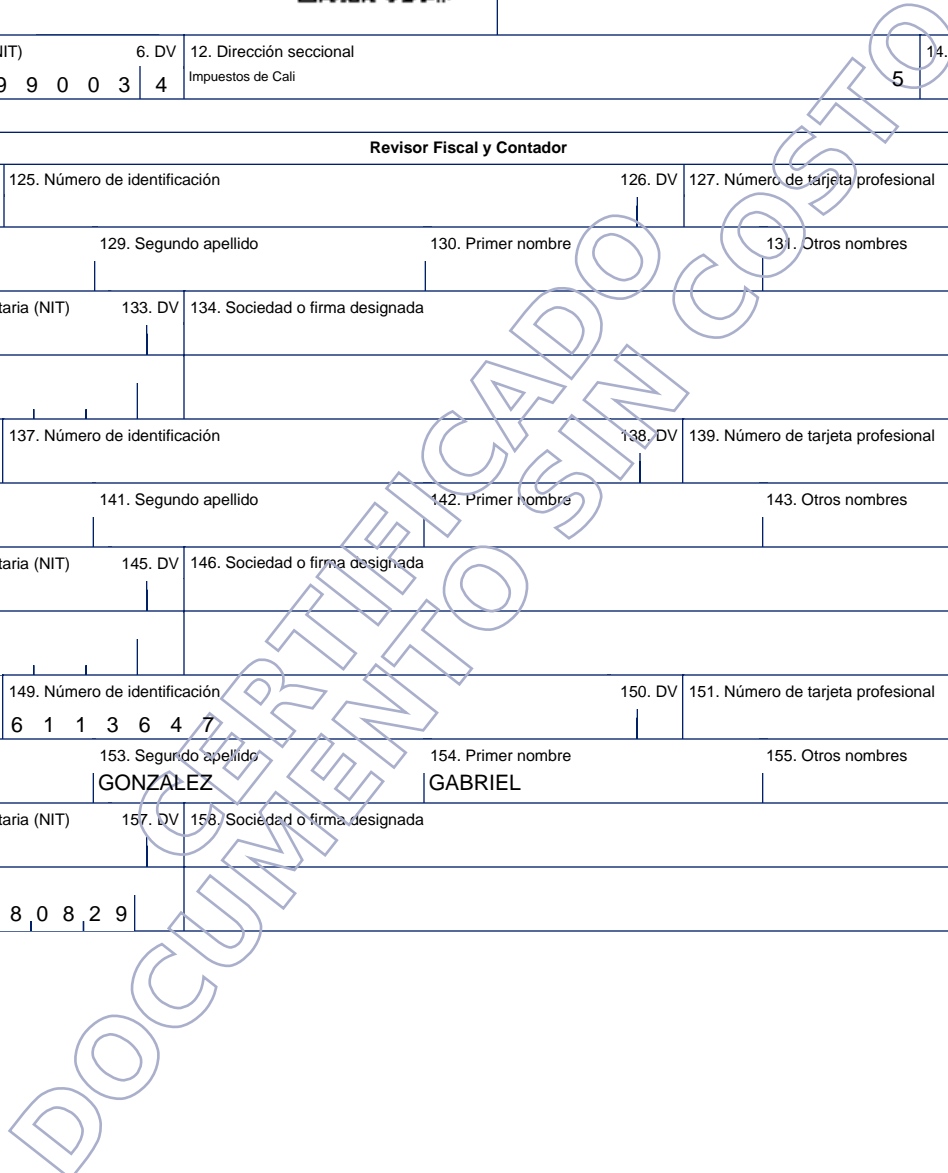 6. DV 12. Dirección seccional 14.
9 0 0 3 4 Impuestos de Cali 5
Revisor Fiscal y Contador
125. Número de identificación 126. DV 127. Número de tarjeta profesional
129. Segundo apellido 130. Primer nombre 131. Otros nombres
(NIT) 133. DV 134. Sociedad o firma designada
137. Número de identificación 138. DV 139. Número de tarjeta profesional
141. Segundo apellido 142. Primer nombre 143. Otros nombres
(NIT) 145. DV 146. Sociedad o firma designada
149. Número de identificación 150. DV 151. Número de tarjeta profesional
6 1 1 3 6 4 7
153. Segundo apellido 154. Primer nombre 155. Otros nombres
GONZALEZ GABRIEL
(NIT) 157. DV 158. Sociedad o firma designada
8 0 8 2 9
CERTIFICADO
DOCUMENTO SIN COSTO